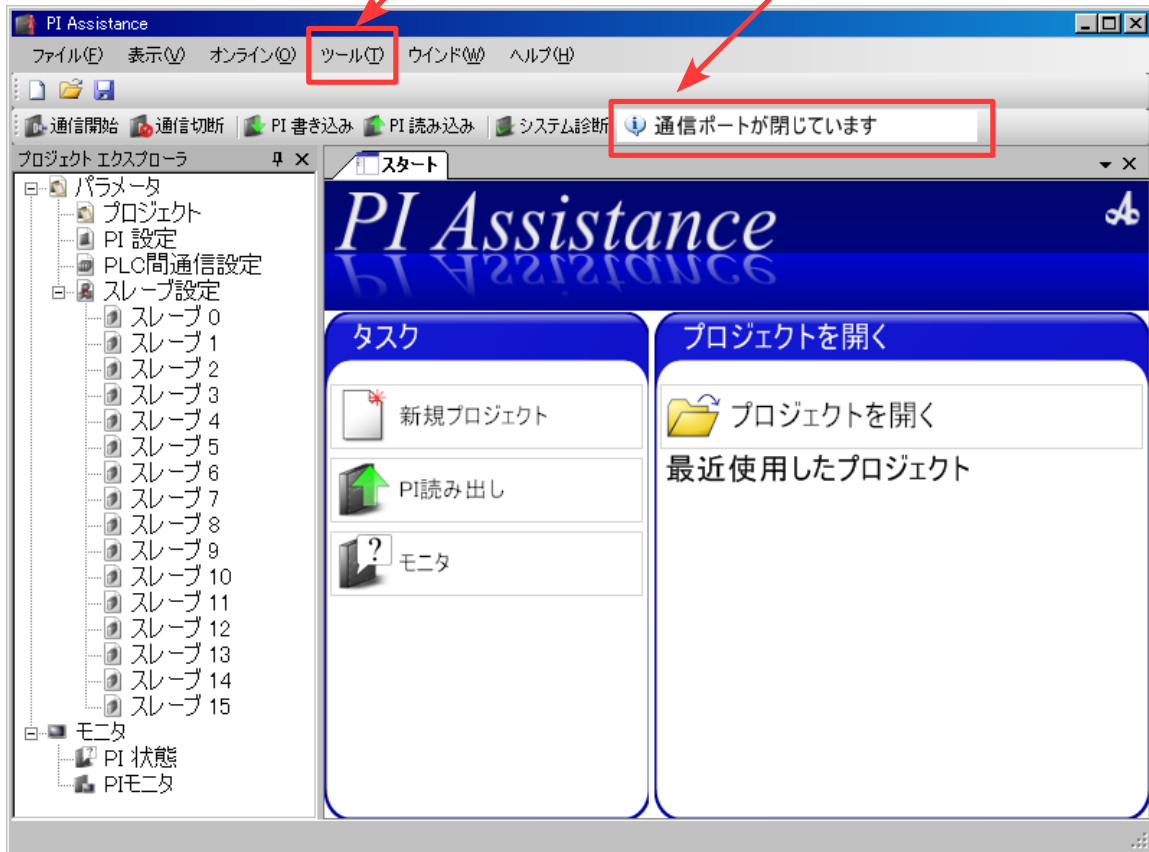 PI Assistance
ファイル(F) 表示(V) オンライン(O) ツール(T) ウインド(W) ヘルプ(H)
通信開始 通信切断 PI 書き込み PI 読み込み システム診断 通信ポートが閉じています
プロジェクト エクスプローラ
スタート
パラメータ
プロジェクト
PI 設定
PLC間通信設定
スレーブ設定
スレーブ 0
スレーブ 1
スレーブ 2
スレーブ 3
スレーブ 4
スレーブ 5
スレーブ 6
スレーブ 7
スレーブ 8
スレーブ 9
スレーブ 10
スレーブ 11
スレーブ 12
スレーブ 13
スレーブ 14
スレーブ 15
モニタ
PI 状態
PIモニタ
PI Assistance
タスク
新規プロジェクト
PI読み出し
モニタ
プロジェクトを開く
プロジェクトを開く
最近使用したプロジェクト